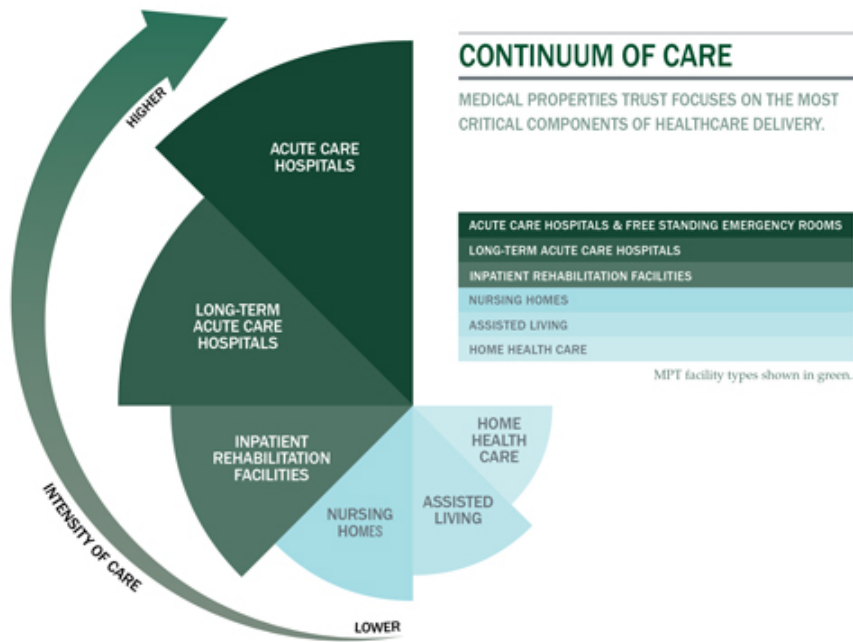 CONTINUUM OF CARE
MEDICAL PROPERTIES TRUST FOCUSES ON THE MOST
CRITICAL COMPONENTS OF HEALTHCARE DELIVERY.
HIGHER
ACUTE CARE
HOSPITALS
LONG-TERM
ACUTE CARE
HOSPITALS
INPATIENT
REHABILITATION
FACILITIES
NURSING
HOMES
ASSISTED
LIVING
HOME
HEALTH
CARE
INTENSITY OF CARE
LOWER
ACUTE CARE HOSPITALS & FREE STANDING EMERGENCY ROOMS
LONG-TERM ACUTE CARE HOSPITALS
INPATIENT REHABILITATION FACILITIES
NURSING HOMES
ASSISTED LIVING
HOME HEALTH CARE
MPT facility types shown in green.